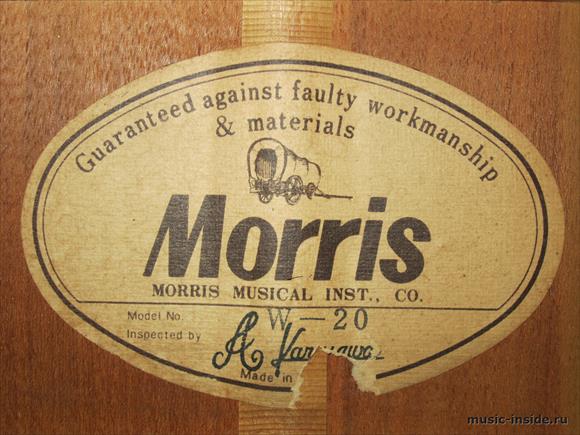 Guaranteed against faulty workmanship
& materials
Morris
MORRIS MUSICAL INST., CO.
Model No. W-20
Inspected by
Made in
music-inside.ru